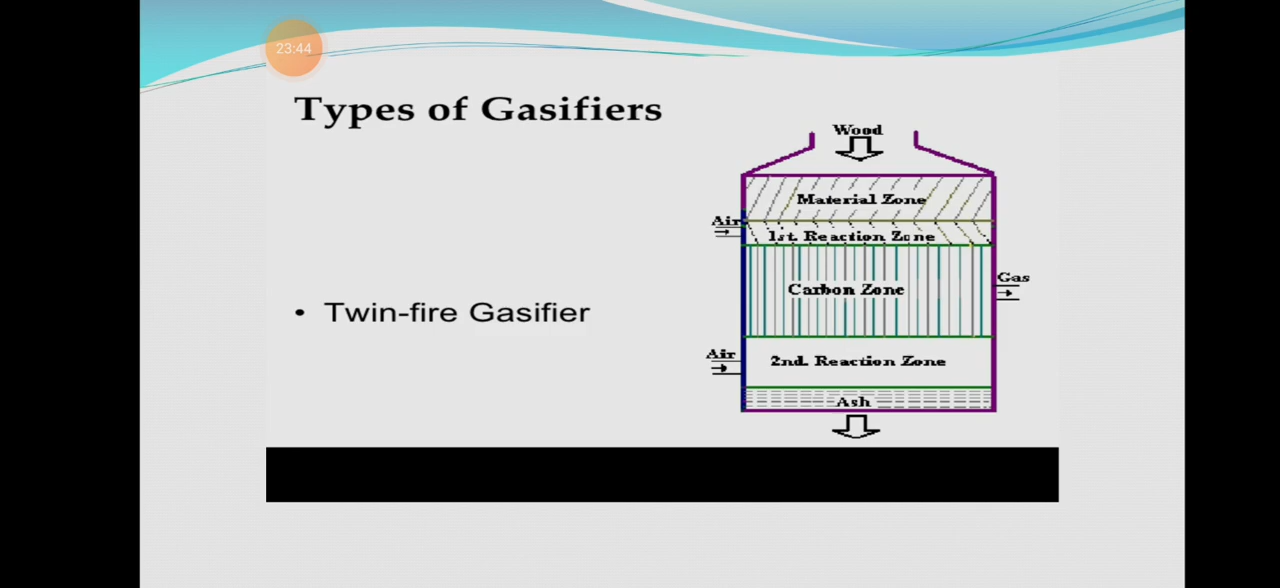 23:44
Types of Gasifiers
• Twin-fire Gasifier
Wood
Material Zone
Air
1st. Reaction Zone
Carbon Zone
Gas
Air
2nd. Reaction Zone
Ash